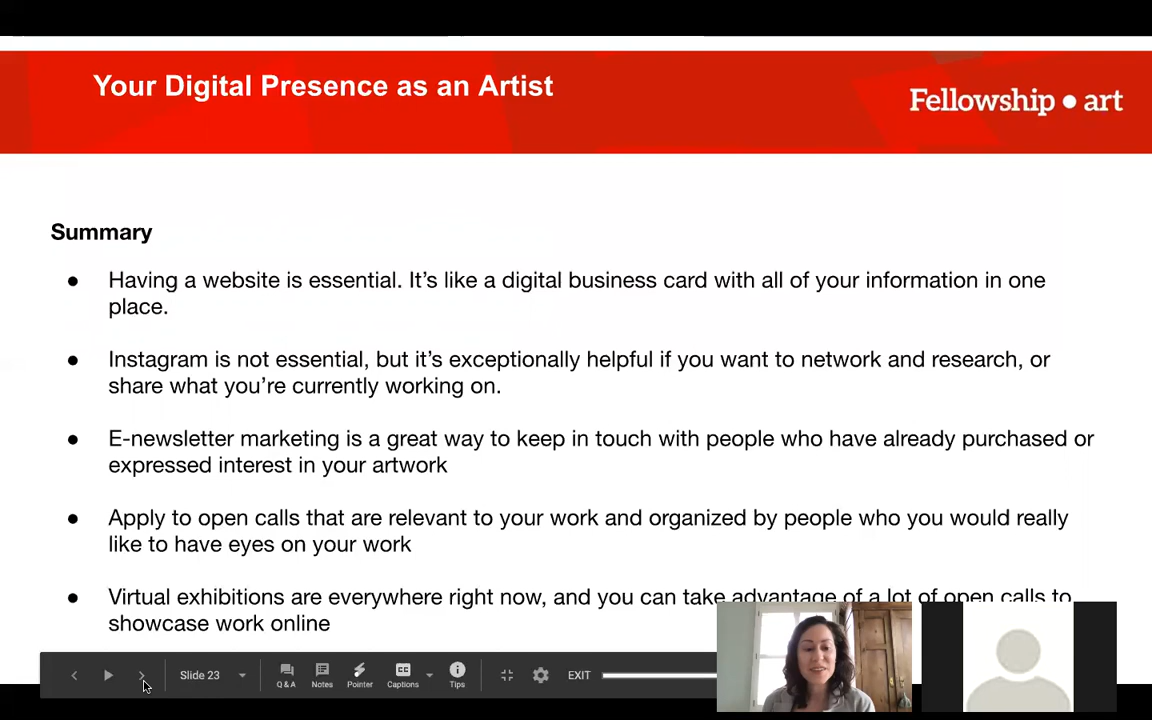 Your Digital Presence as an Artist
Fellowship • art
Summary
● Having a website is essential. It’s like a digital business card with all of your information in one
place.
● Instagram is not essential, but it’s exceptionally helpful if you want to network and research, or
share what you’re currently working on.
● E-newsletter marketing is a great way to keep in touch with people who have already purchased or
expressed interest in your artwork
● Apply to open calls that are relevant to your work and organized by people who you would really
like to have eyes on your work
● Virtual exhibitions are everywhere right now, and you can take advantage of a lot of open calls to
showcase work online
Slide 23
Q & A
Notes
Pointer
CC
Captions
Tips
EXIT